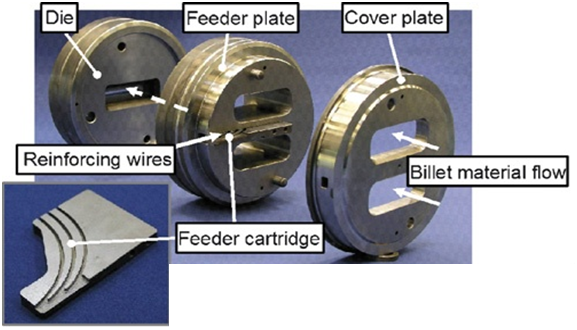 Die
Feeder plate
Cover plate
Reinforcing wires
Billet material flow
Feeder cartridge